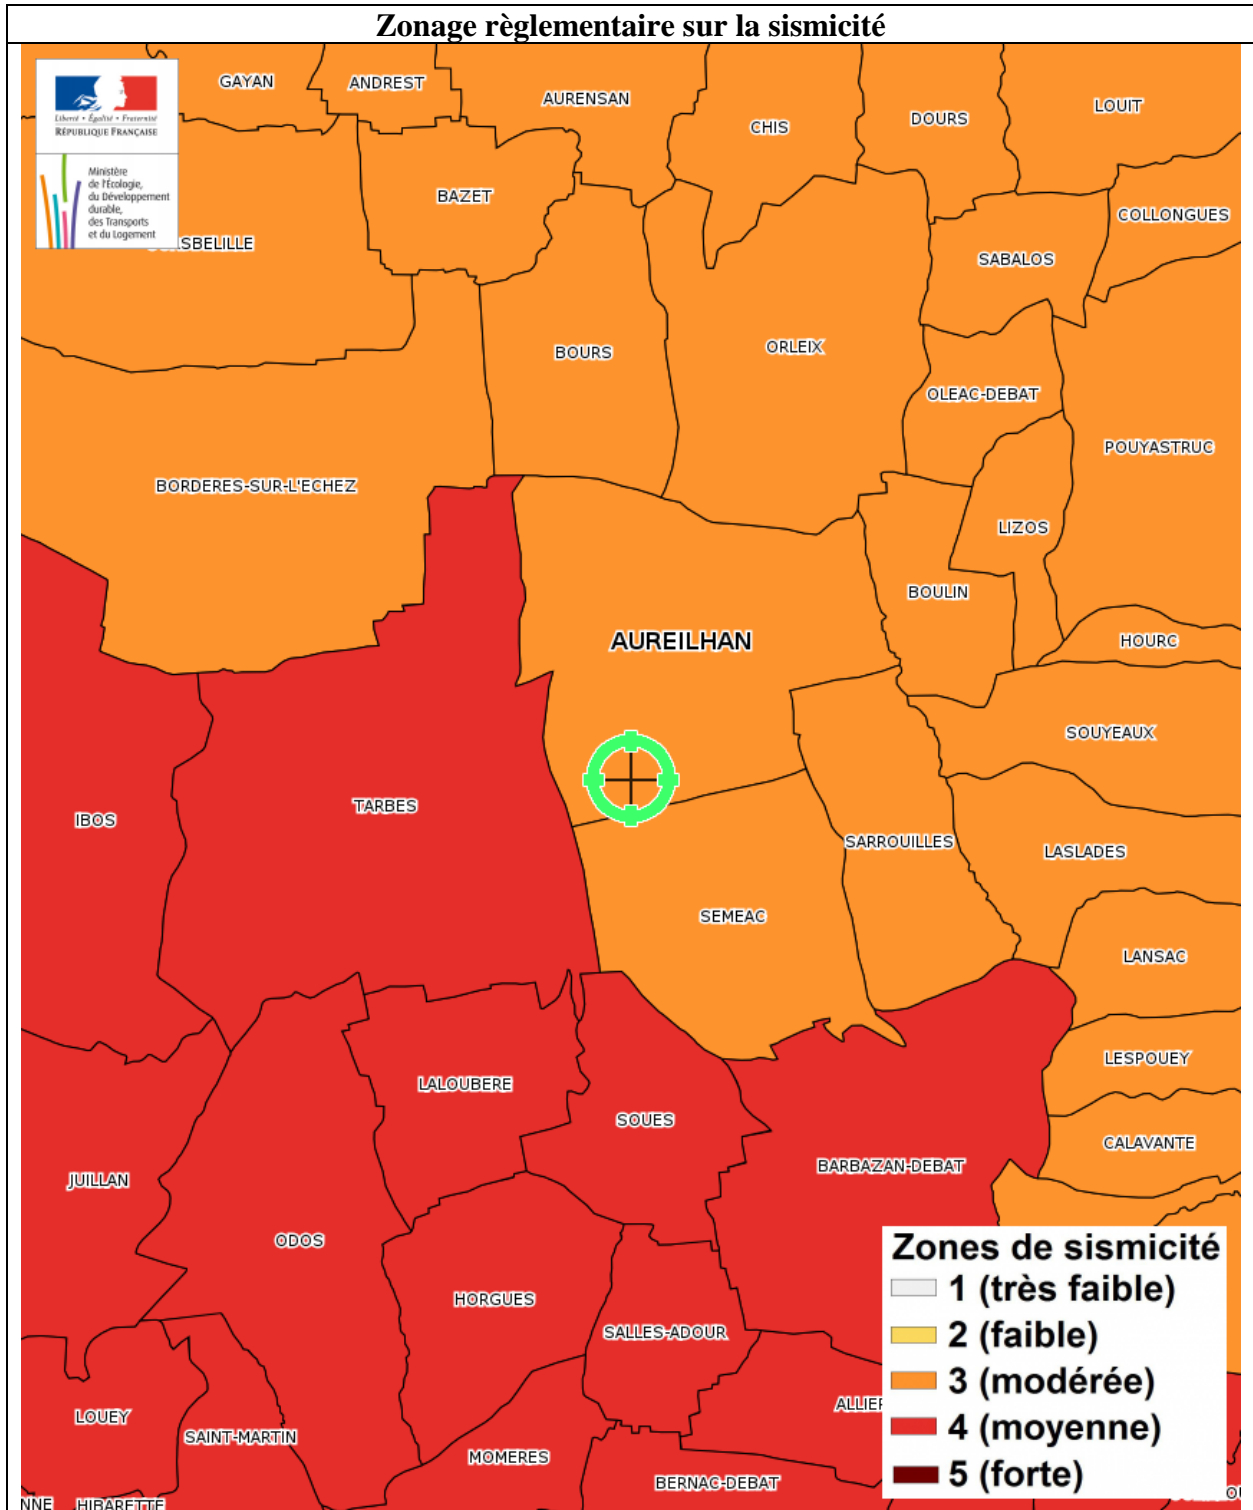 Zonage règlementaire sur la sismicité
GAYAN
ANDREST
AURENSAN
CHIS
DOURS
LOUIT
Liberté • Égalité • Fraternité
RÉPUBLIQUE FRANÇAISE
Ministère
de l'Écologie,
du Développement
durable,
des Transports
et du Logement
BAZET
COLLONGUES
SBELILLE
SABALOS
BOURS
ORLEIX
OLEAC-DEBAT
POUYASTRUC
BORDERES-SUR-L'ECHEZ
LIZOS
BOULIN
AUREILHAN
HOURC
SOUYEAUX
IBOS
TARBES
SARROUILLES
LASLADES
SEMEAC
LANSAC
LESPOUEY
LALOUBERE
SOUES
CALAVANTE
BARBAZAN-DEBAT
JUILLAN
ODOS
HORGUES
SALLES-ADOUR
Zones de sismicité
1 (très faible)
2 (faible)
3 (modérée)
4 (moyenne)
5 (forte)
ALLIER
LOUEY
SAINT-MARTIN
MOMERES
BERNAC-DEBAT
NNE
HIBARETTE